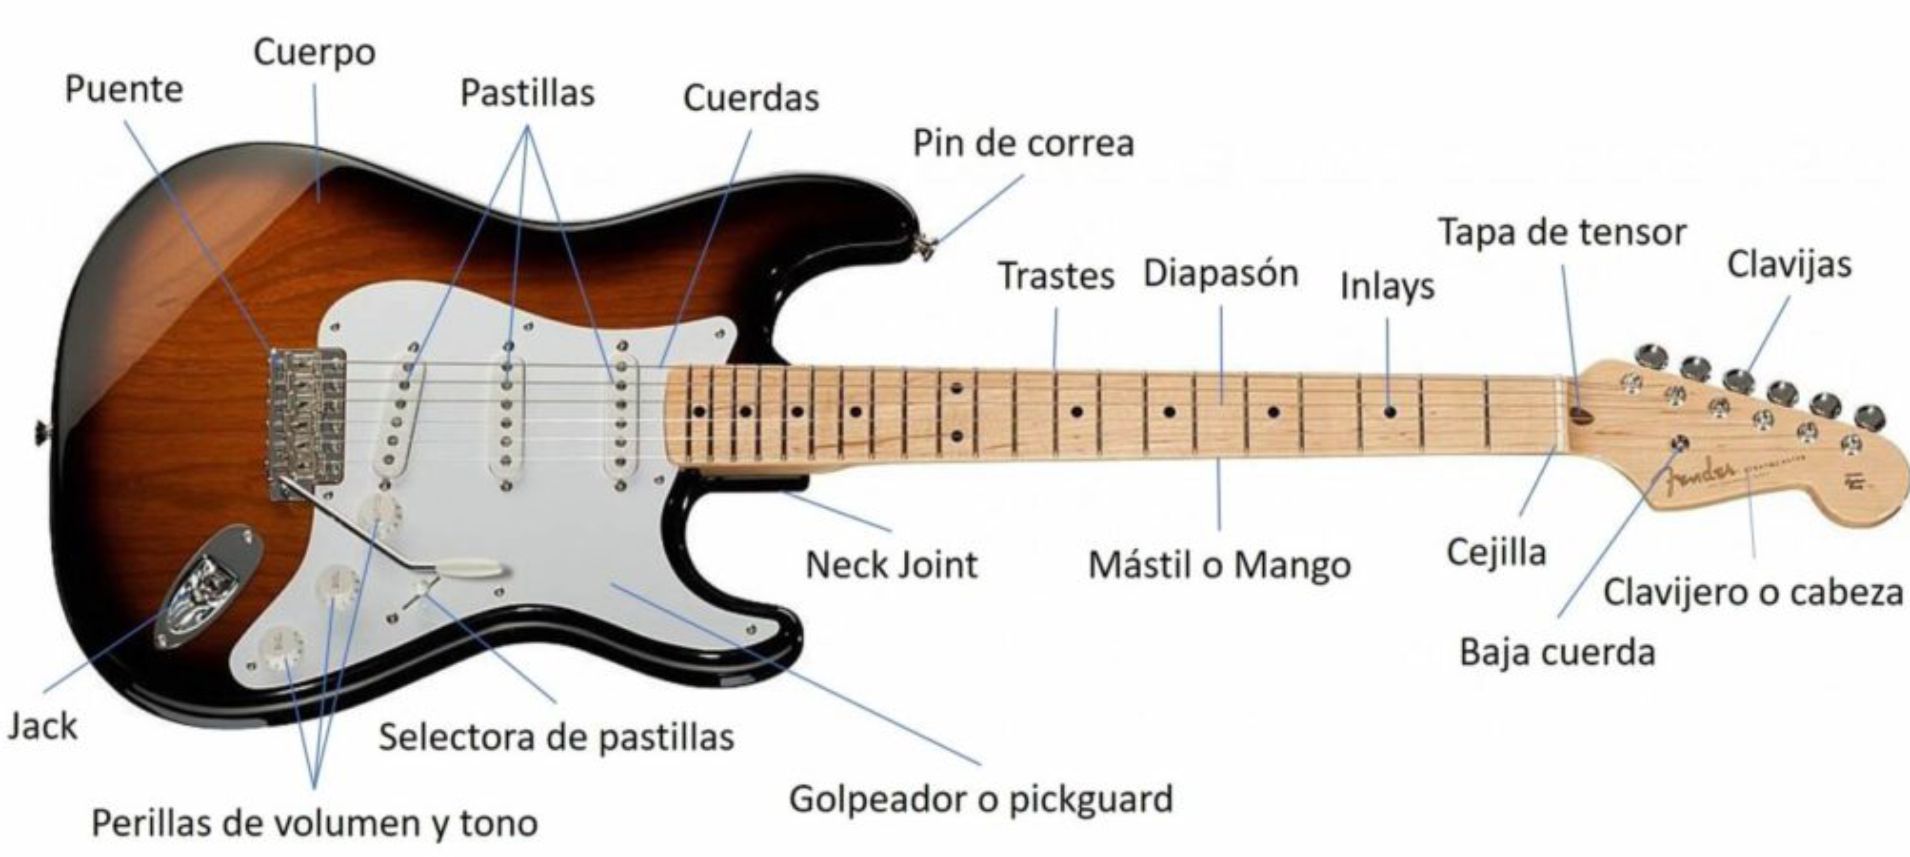 Cuerpo
Puente
Pastillas
Cuerdas
Pin de correa
Tapa de tensor
Clavijas
Trastes
Diapasón
Inlays
Neck Joint
Mástil o Mango
Cejilla
Clavijero o cabeza
Baja cuerda
Fender
Jack
Selectora de pastillas
Golpeador o pickguard
Perillas de volumen y tono